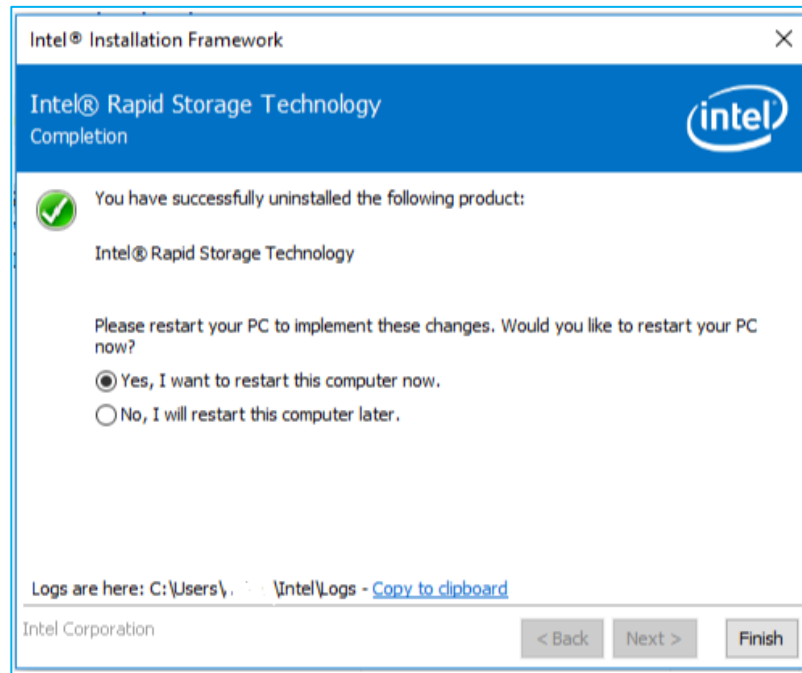 Intel® Installation Framework
Intel® Rapid Storage Technology
Completion
intel
You have successfully uninstalled the following product:
Intel® Rapid Storage Technology
Please restart your PC to implement these changes. Would you like to restart your PC
now?
Yes, I want to restart this computer now.
No, I will restart this computer later.
Logs are here: C:\Users\ \Intel\Logs - Copy to clipboard
Intel Corporation
< Back
Next >
Finish